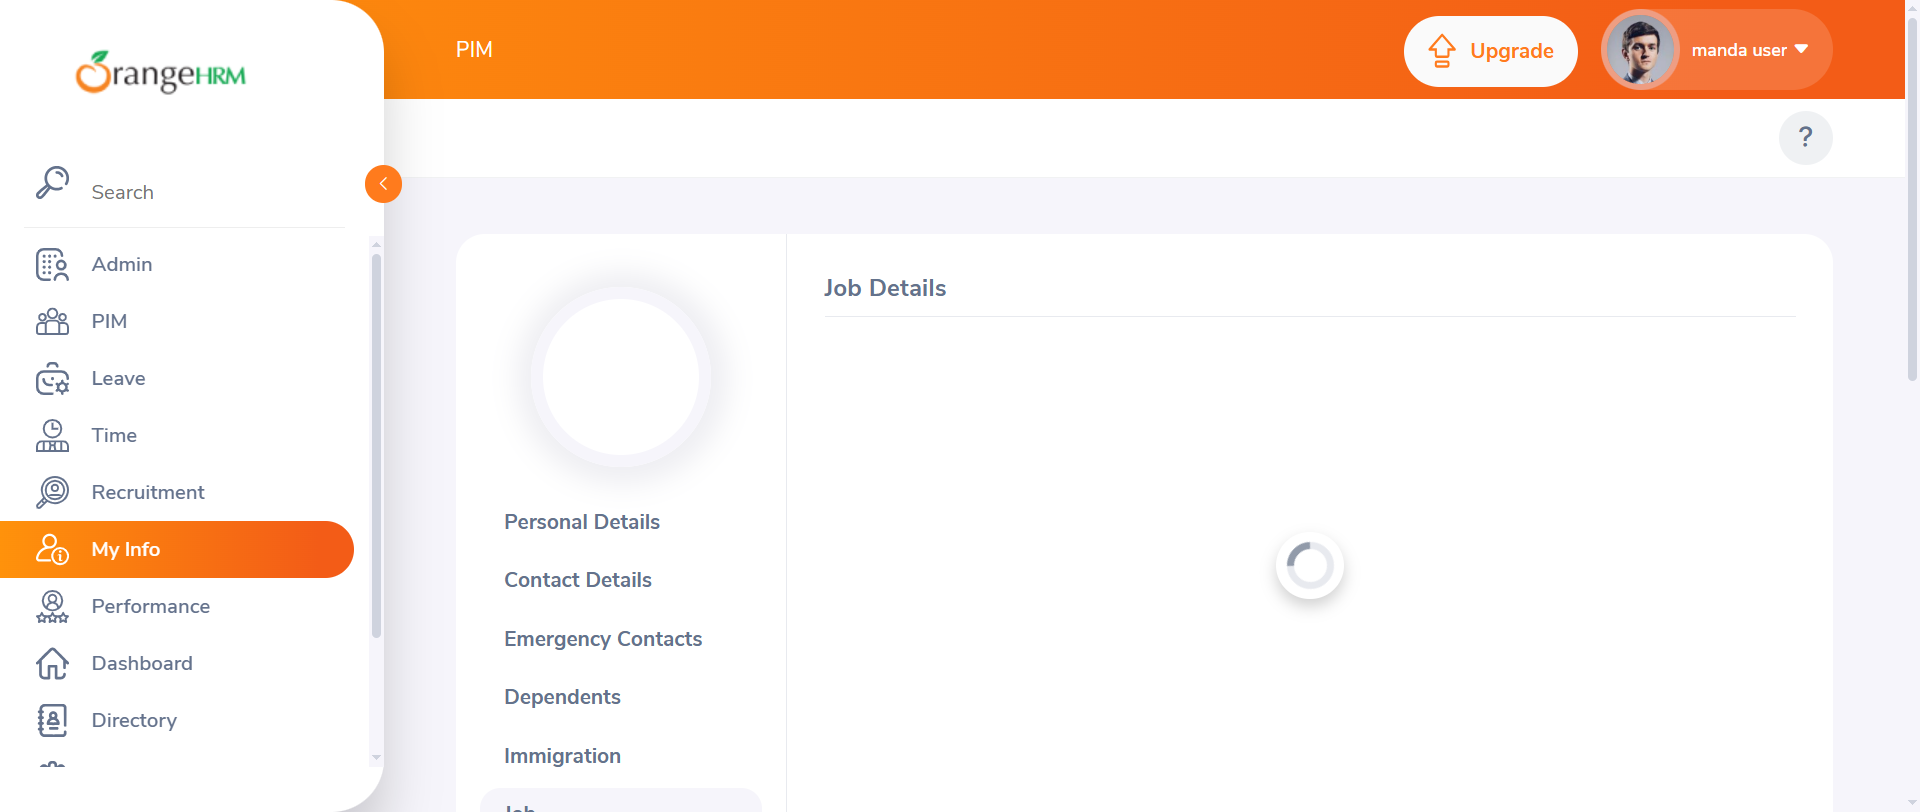 OrangeHRM
PIM
Upgrade
manda user
?
Search
Admin
PIM
Leave
Time
Recruitment
My Info
Performance
Dashboard
Directory
Personal Details
Contact Details
Emergency Contacts
Dependents
Immigration
Job
Job Details